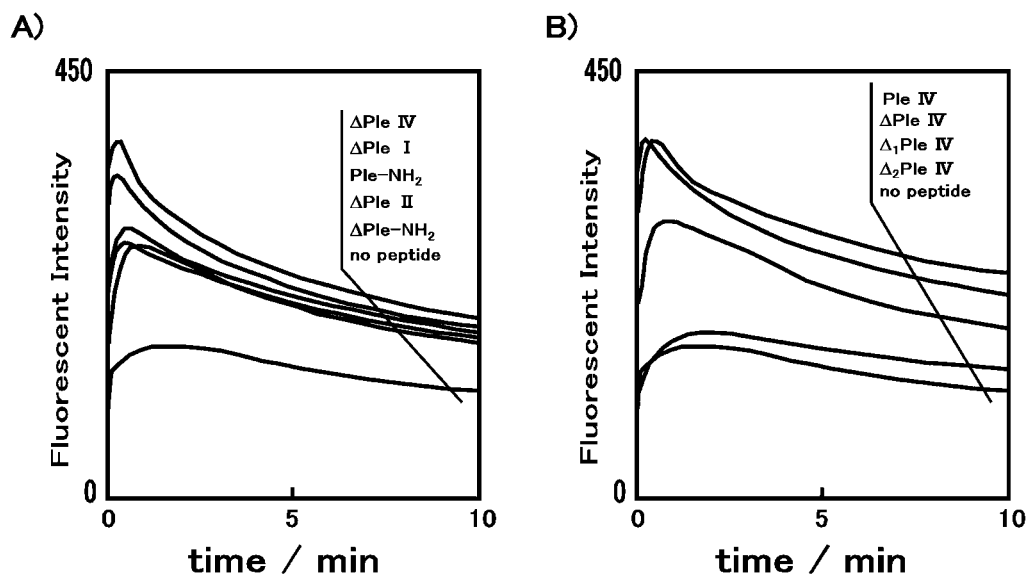 A)
450
Fluorescent Intensity
ΔPle Ⅳ
ΔPle Ⅰ
Ple-NH₂
ΔPle Ⅱ
ΔPle-NH₂
no peptide
0
0
5
10
time / min
B)
450
Fluorescent Intensity
Ple Ⅳ
ΔPle Ⅳ
Δ₁Ple Ⅳ
Δ₂Ple Ⅳ
no peptide
0
0
5
10
time / min